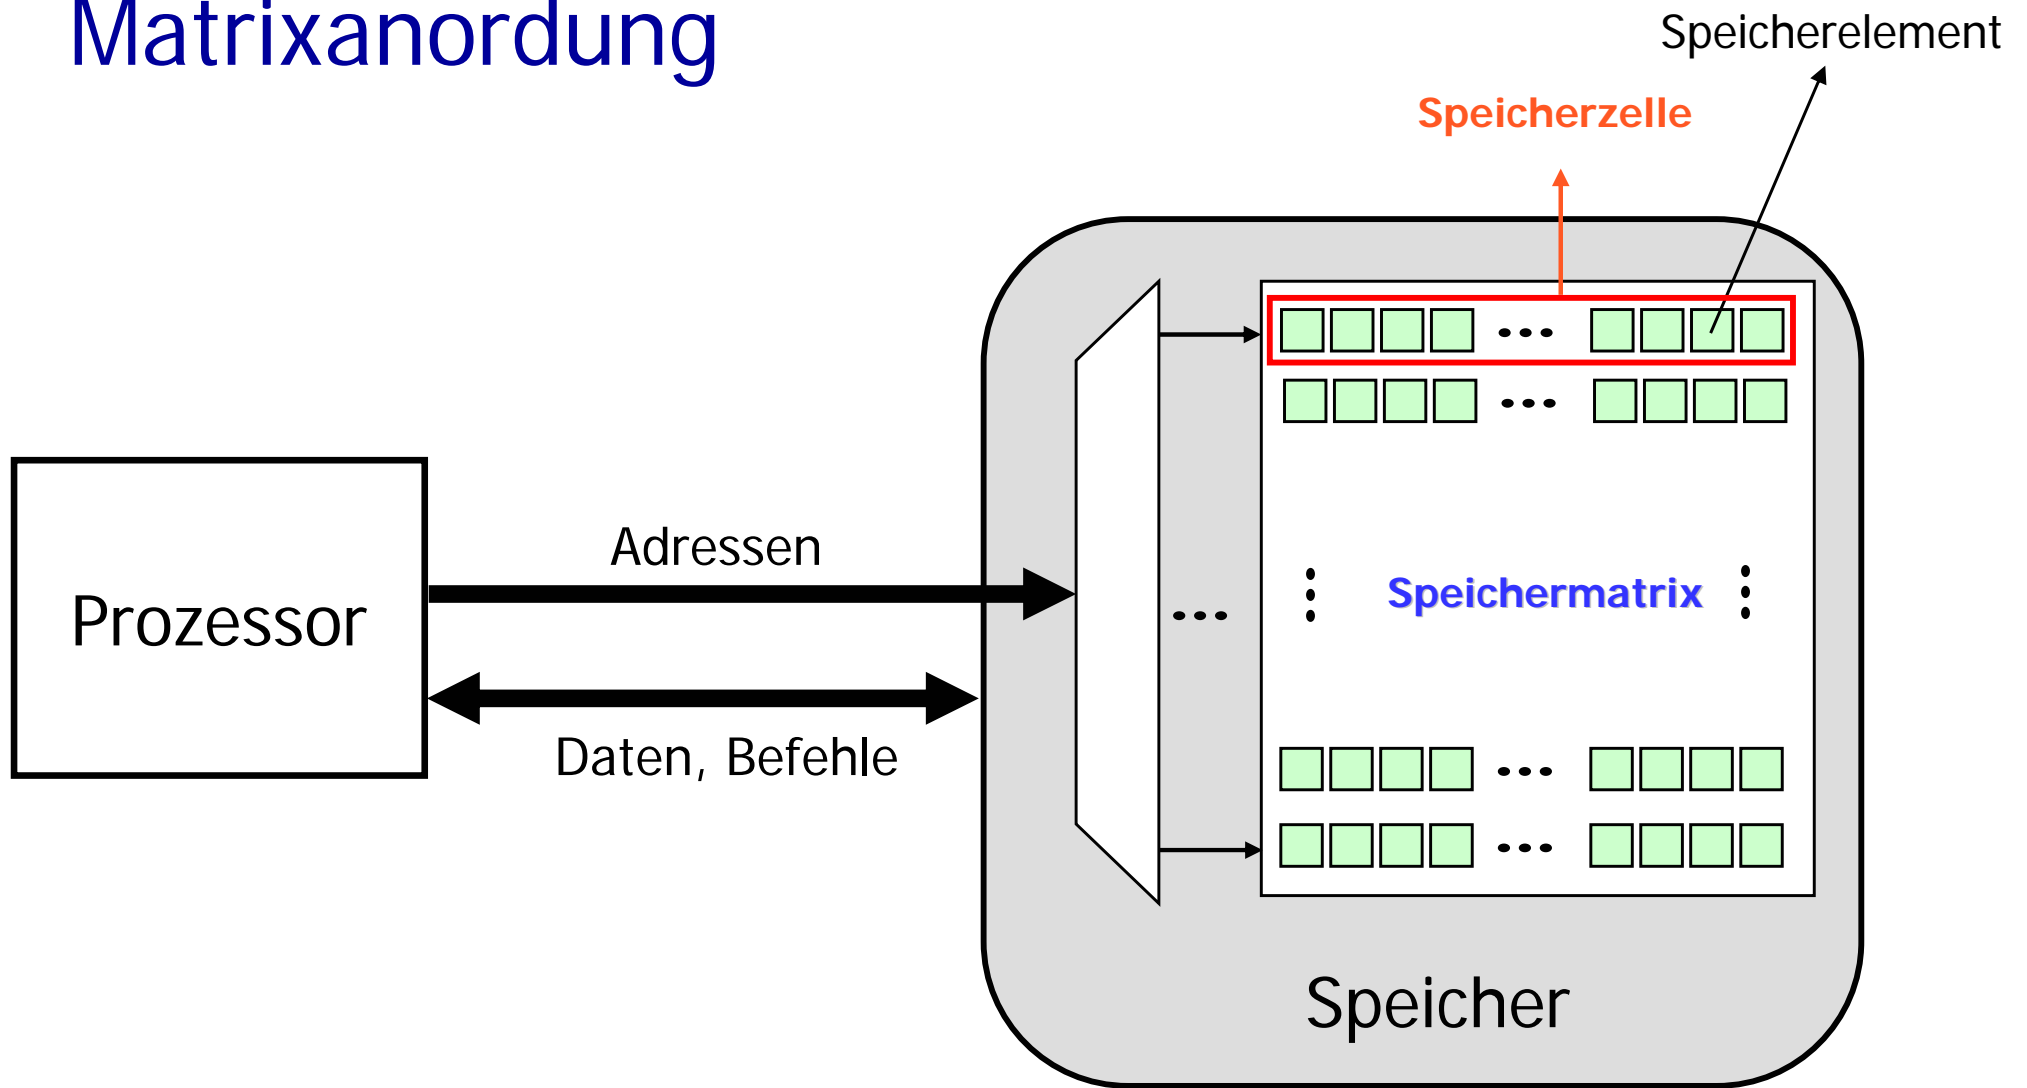 Matrixanordung
Speicherelement
Speicherzelle
Adressen
Prozessor
Speichermatrix
Daten, Befehle
Speicher